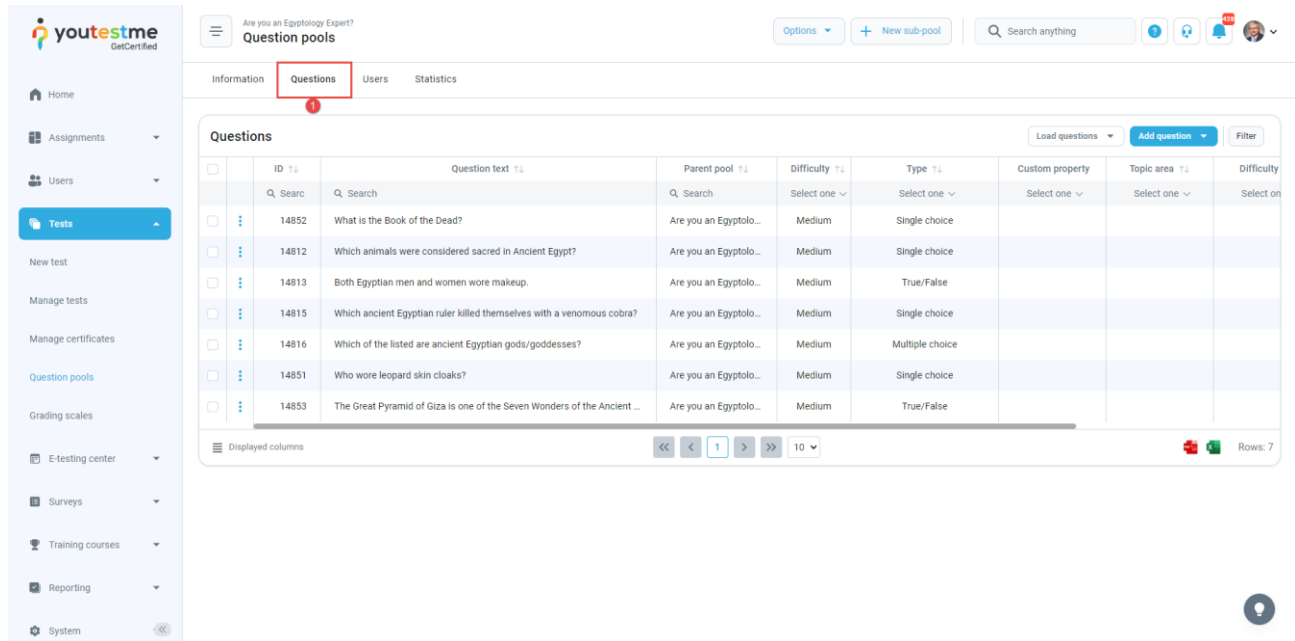 youtestme
GetCertified
Home
Assignments
Users
Tests
New test
Manage tests
Manage certificates
Question pools
Grading scales
E-testing center
Surveys
Training courses
Reporting
System
Are you an Egyptology Expert?
Question pools
Options
+ New sub-pool
Search anything
?
428
Information Questions Users Statistics
1
Questions
Load questions Add question Filter
ID Question text Parent pool Difficulty Type Custom property Topic area Difficulty
Searc Search Search Select one Select one Select one Select one Select on
14852 What is the Book of the Dead? Are you an Egyptolo... Medium Single choice
14812 Which animals were considered sacred in Ancient Egypt? Are you an Egyptolo... Medium Single choice
14813 Both Egyptian men and women wore makeup. Are you an Egyptolo... Medium True/False
14815 Which ancient Egyptian ruler killed themselves with a venomous cobra? Are you an Egyptolo... Medium Single choice
14816 Which of the listed are ancient Egyptian gods/goddesses? Are you an Egyptolo... Medium Multiple choice
14851 Who wore leopard skin cloaks? Are you an Egyptolo... Medium Single choice
14853 The Great Pyramid of Giza is one of the Seven Wonders of the Ancient ... Are you an Egyptolo... Medium True/False
Displayed columns << < 1 > >> 10 Rows: 7